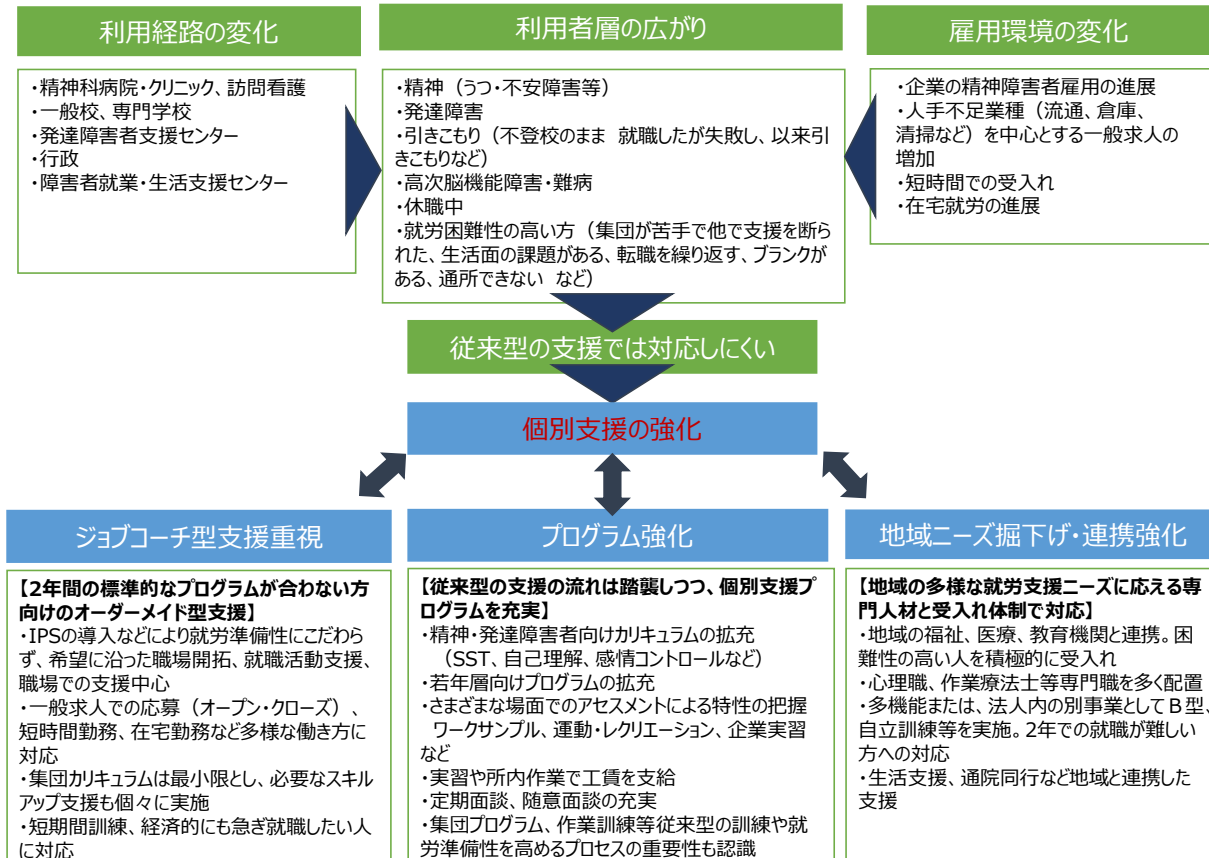 利用経路の変化
・精神科病院・クリニック、訪問看護
・一般校、専門学校
・発達障害者支援センター
・行政
・障害者就業・生活支援センター
利用者層の広がり
・精神（うつ・不安障害等）
・発達障害
・引きこもり（不登校のまま 就職したが失敗し、以来引
きこもりなど）
・高次脳機能障害・難病
・休職中
・就労困難性の高い方（集団が苦手で他で支援を断ら
れた、生活面の課題がある、転職を繰り返す、ブランクが
ある、通所できない など）
雇用環境の変化
・企業の精神障害者雇用の進展
・人手不足業種（流通、倉庫、
清掃など）を中心とする一般求人の
増加
・短時間での受入れ
・在宅就労の進展
従来型の支援では対応しにくい
個別支援の強化
ジョブコーチ型支援重視
【2年間の標準的なプログラムが合わない方
向けのオーダーメイド型支援】
・IPSの導入などにより就労準備性にこだわら
ず、希望に沿った職場開拓、就職活動支援、
職場での支援中心
・一般求人での応募（オープン・クローズ）、
短時間勤務、在宅勤務など多様な働き方に
対応
・集団カリキュラムは最小限とし、必要なスキル
アップ支援も個々に実施
・短期間訓練、経済的にも急ぎ就職したい人
に対応
プログラム強化
【従来型の支援の流れは踏襲しつつ、個別支援プ
ログラムを充実】
・精神・発達障害者向けカリキュラムの拡充
（SST、自己理解、感情コントロールなど）
・若年層向けプログラムの拡充
・さまざまな場面でのアセスメントによる特性の把握
ワークサンプル、運動・レクリエーション、企業実習
など
・実習や所内作業で工賃を支給
・定期面談、随意面談の充実
・集団プログラム、作業訓練等従来型の訓練や就
労準備性を高めるプロセスの重要性も認識
地域ニーズ掘下げ・連携強化
【地域の多様な就労支援ニーズに応える専
門人材と受入れ体制で対応】
・地域の福祉、医療、教育機関と連携。困
難性の高い人を積極的に受入れ
・心理職、作業療法士等専門職を多く配置
・多機能または、法人内の別事業としてＢ型、
自立訓練等を実施。2年での就職が難しい
方への対応
・生活支援、通院同行など地域と連携した
支援